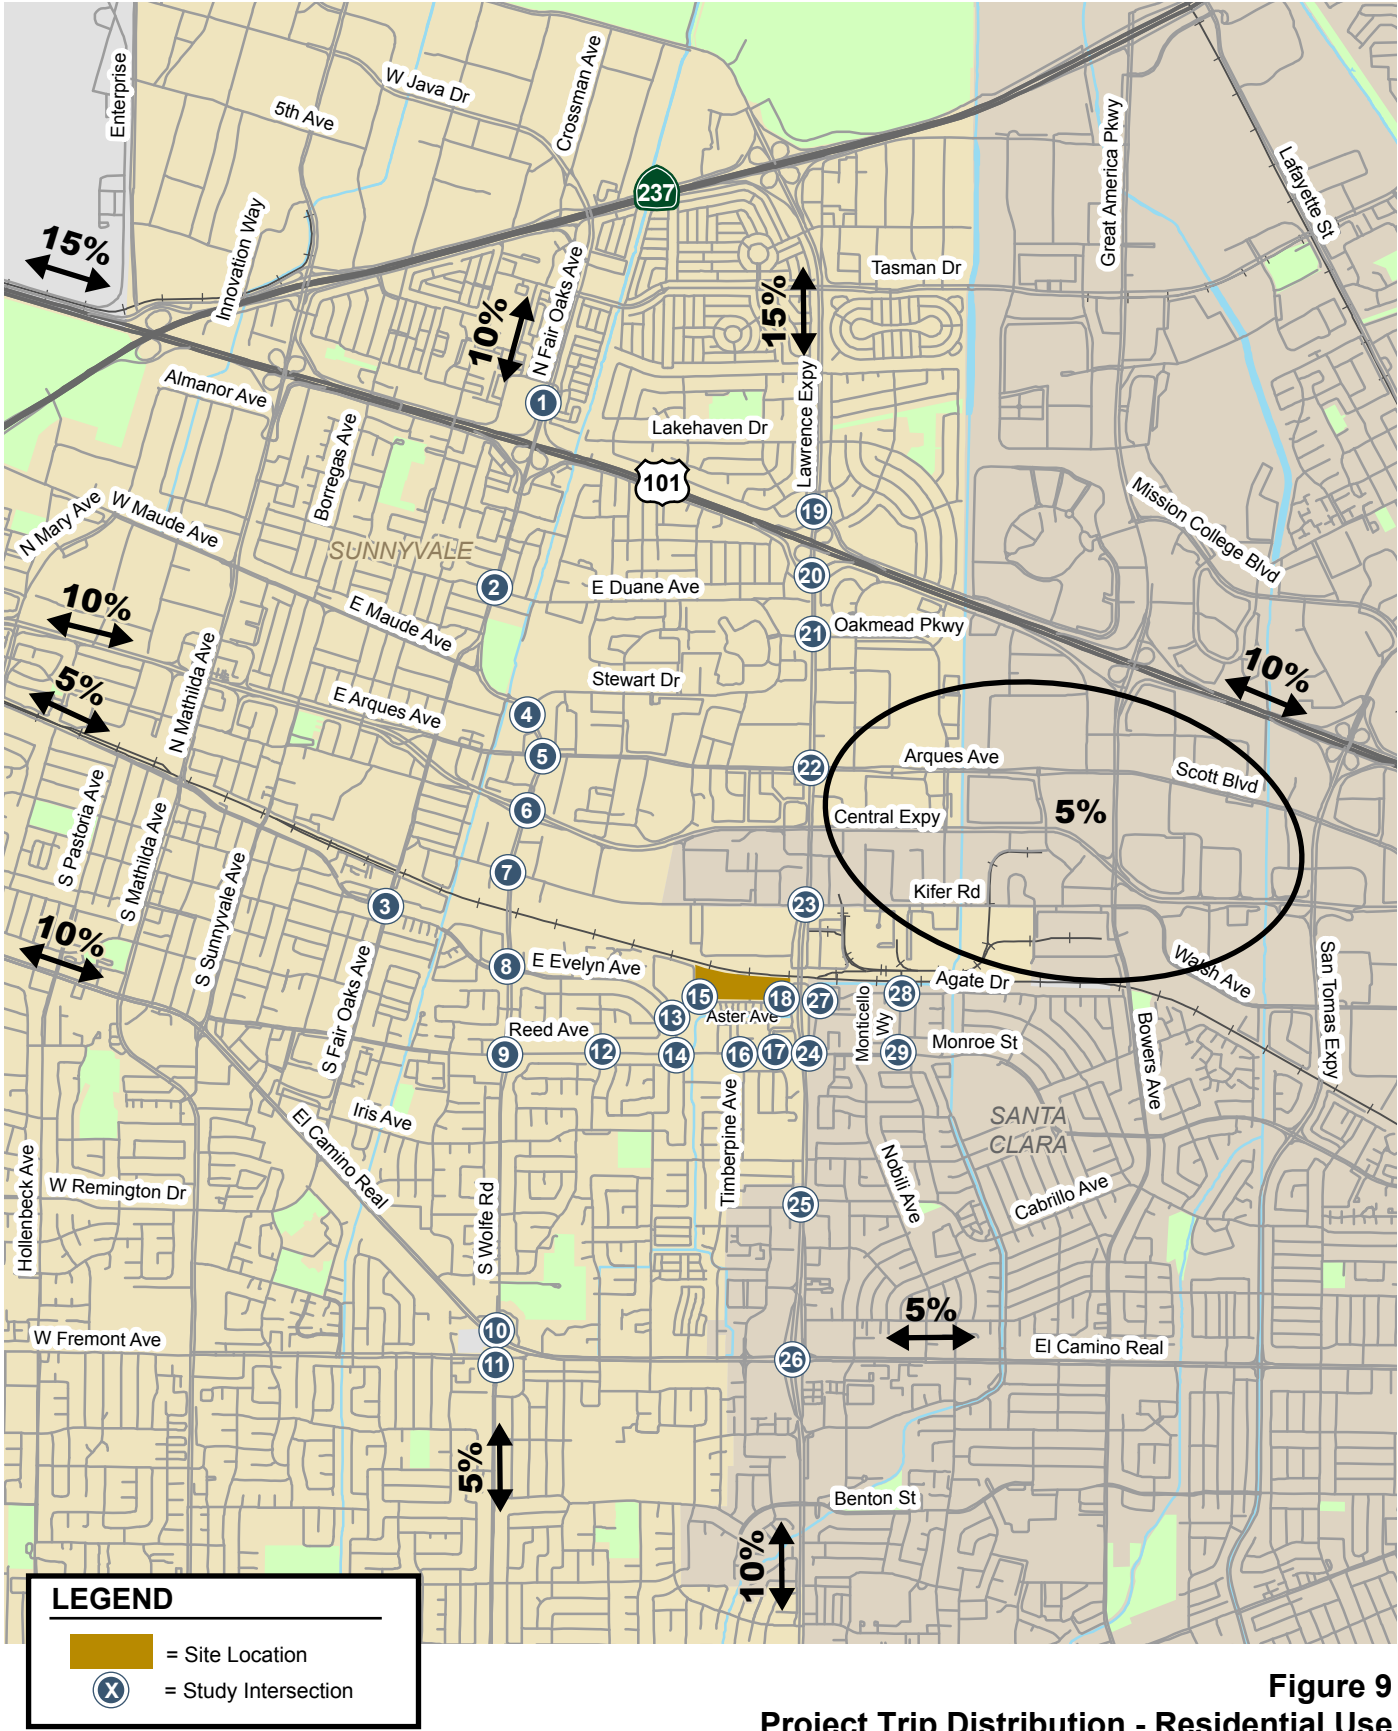 Enterprise
W Java Dr
Crossman Ave
5th Ave
Great America Pkwy
Lafayette St
237
Innovation Way
15%
N Fair Oaks Ave
Tasman Dr
10%
15%
Almanor Ave
1
Lawrence Expy
Borregas Ave
Lakehaven Dr
101
N Mary Ave
W Maude Ave
19
Mission College Blvd
SUNNYVALE
2
E Duane Ave
20
10%
E Maude Ave
21
Oakmead Pkwy
5%
N Mathilda Ave
Stewart Dr
10%
E Arques Ave
4
5
22
Arques Ave
Scott Blvd
S Pastoria Ave
S Mathilda Ave
6
Central Expy
5%
S Sunnyvale Ave
7
3
23
Kifer Rd
10%
8
E Evelyn Ave
Walsh Ave
San Tomas Expy
S Fair Oaks Ave
15
18
27
Monticello
Wy
28
Agate Dr
13
Aster Ave
Reed Ave
9
12
14
16
17
24
29
Monroe St
Bowers Ave
Iris Ave
El Camino Real
Timberpine Ave
SANTA
CLARA
Hollenbeck Ave
W Remington Dr
S Wolfe Rd
25
Nobili Ave
Cabrillo Ave
W Fremont Ave
10
11
26
5%
El Camino Real
5%
Benton St
10%
LEGEND
= Site Location
X
= Study Intersection
Figure 9
Project Trip Distribution - Residential Use